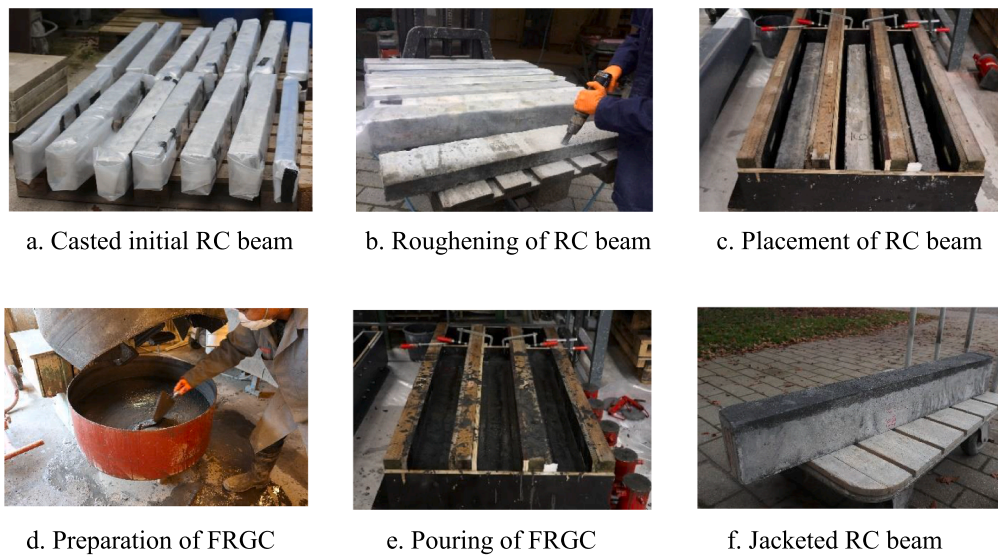 a. Casted initial RC beam
b. Roughening of RC beam
c. Placement of RC beam
d. Preparation of FRGC
e. Pouring of FRGC
f. Jacketed RC beam